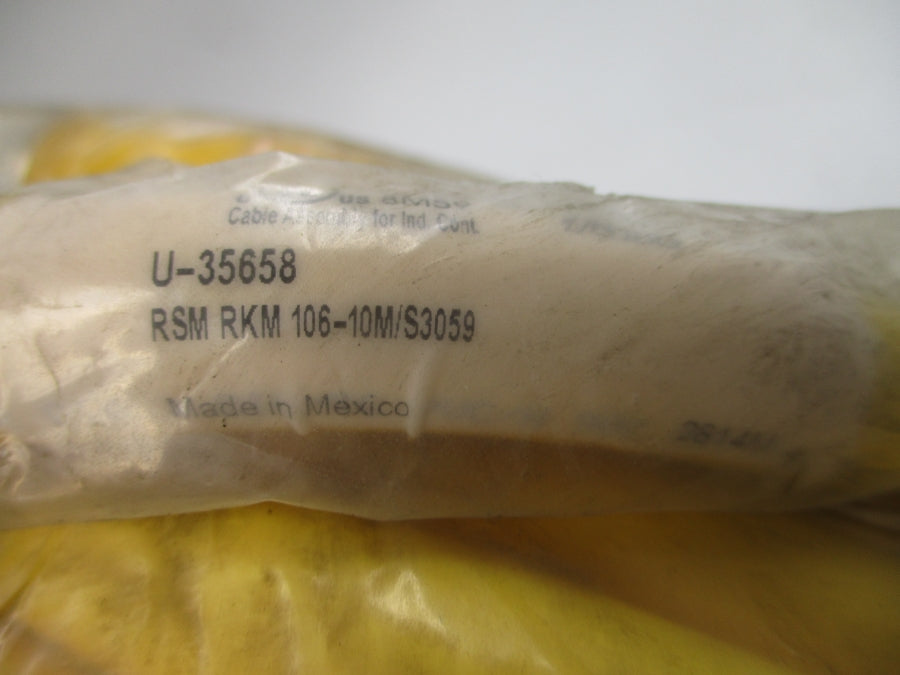 Cable Assembly for Ind. Cont.
U-35658
RSM RKM 106-10M/S3059
Made in Mexico